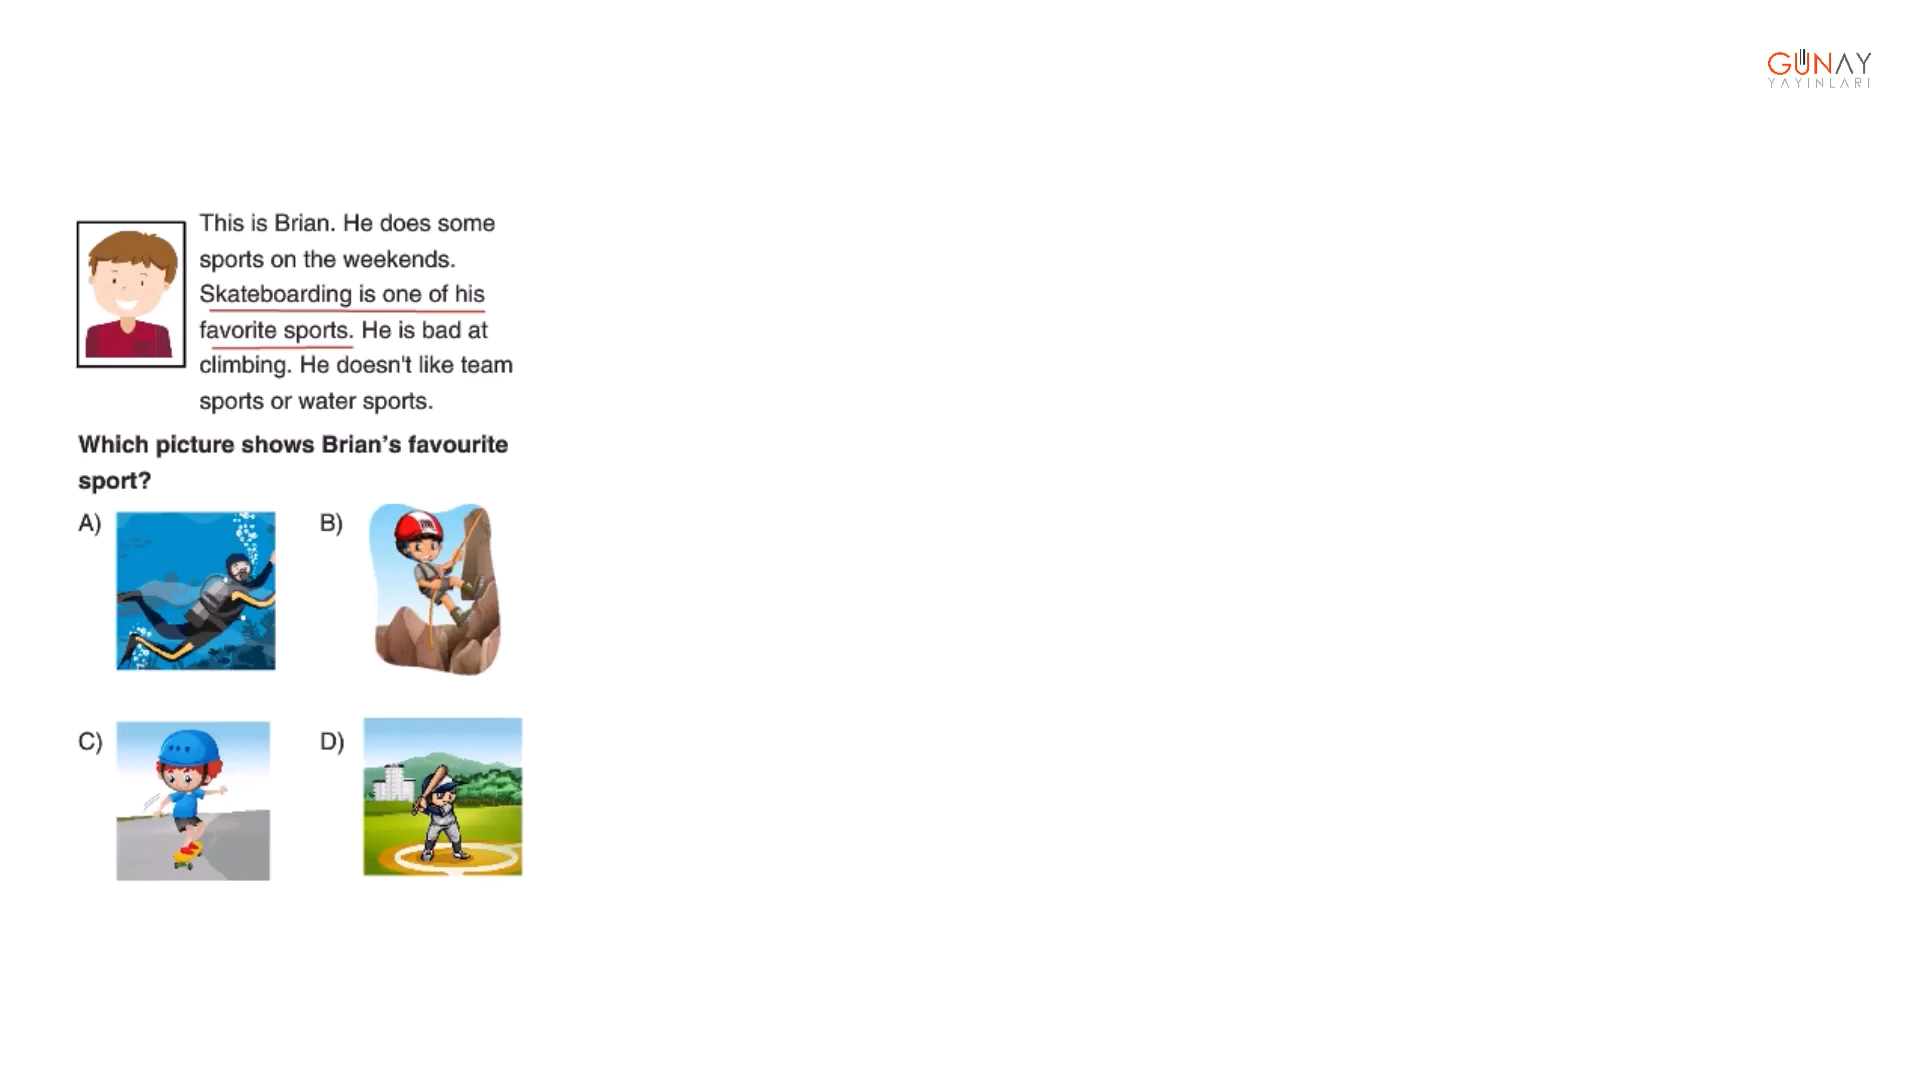 GÜNAY
YAYINLARI
This is Brian. He does some
sports on the weekends.
Skateboarding is one of his
favorite sports. He is bad at
climbing. He doesn't like team
sports or water sports.
Which picture shows Brian's favourite
sport?
A)
B)
C)
D)